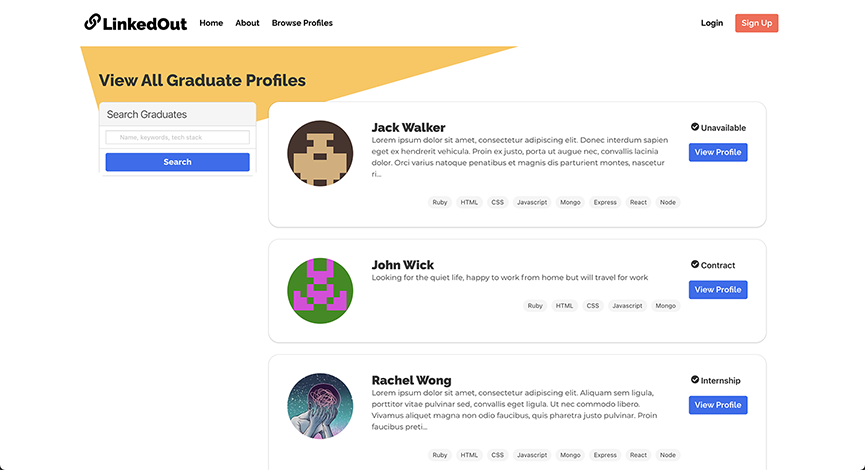 LinkedOut
Home
About
Browse Profiles
Login
Sign Up
View All Graduate Profiles
Search Graduates
Name, keywords, tech stack
Search
Jack Walker
Lorem ipsum dolor sit amet, consectetur adipiscing elit. Donec interdum sapien
eget ex hendrerit vehicula. Proin ex justo, porta ut augue nec, convallis lacinia
dolor. Orci varius natoque penatibus et magnis dis parturient montes, nascetur
ri...
Ruby
HTML
CSS
Javascript
Mongo
Express
React
Node
Unavailable
View Profile
John Wick
Looking for the quiet life, happy to work from home but will travel for work
Ruby
HTML
CSS
Javascript
Mongo
Contract
View Profile
Rachel Wong
Lorem ipsum dolor sit amet, consectetur adipiscing elit. Aliquam sem ligula,
porttitor vitae pulvinar sed, convallis eget ligula. Ut nec commodo libero.
Vivamus aliquet magna non odio faucibus, quis pharetra justo pulvinar. Proin
faucibus preti...
Ruby
HTML
CSS
Javascript
Mongo
Express
React
Node
Internship
View Profile